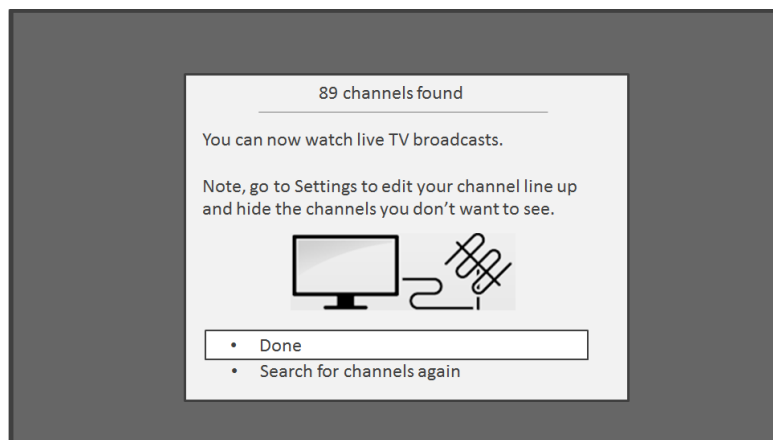 89 channels found
You can now watch live TV broadcasts.
Note, go to Settings to edit your channel line up
and hide the channels you don’t want to see.
• Done
• Search for channels again